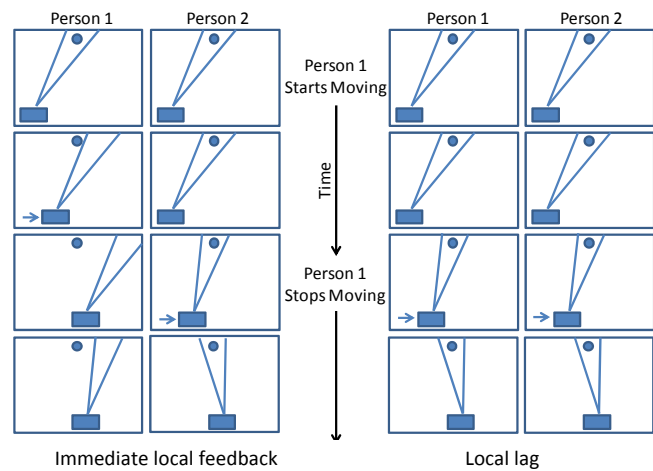 Person 1
Person 2
Person 1
Starts Moving
Time
Person 1
Stops Moving
Person 1
Person 2
Immediate local feedback
Local lag